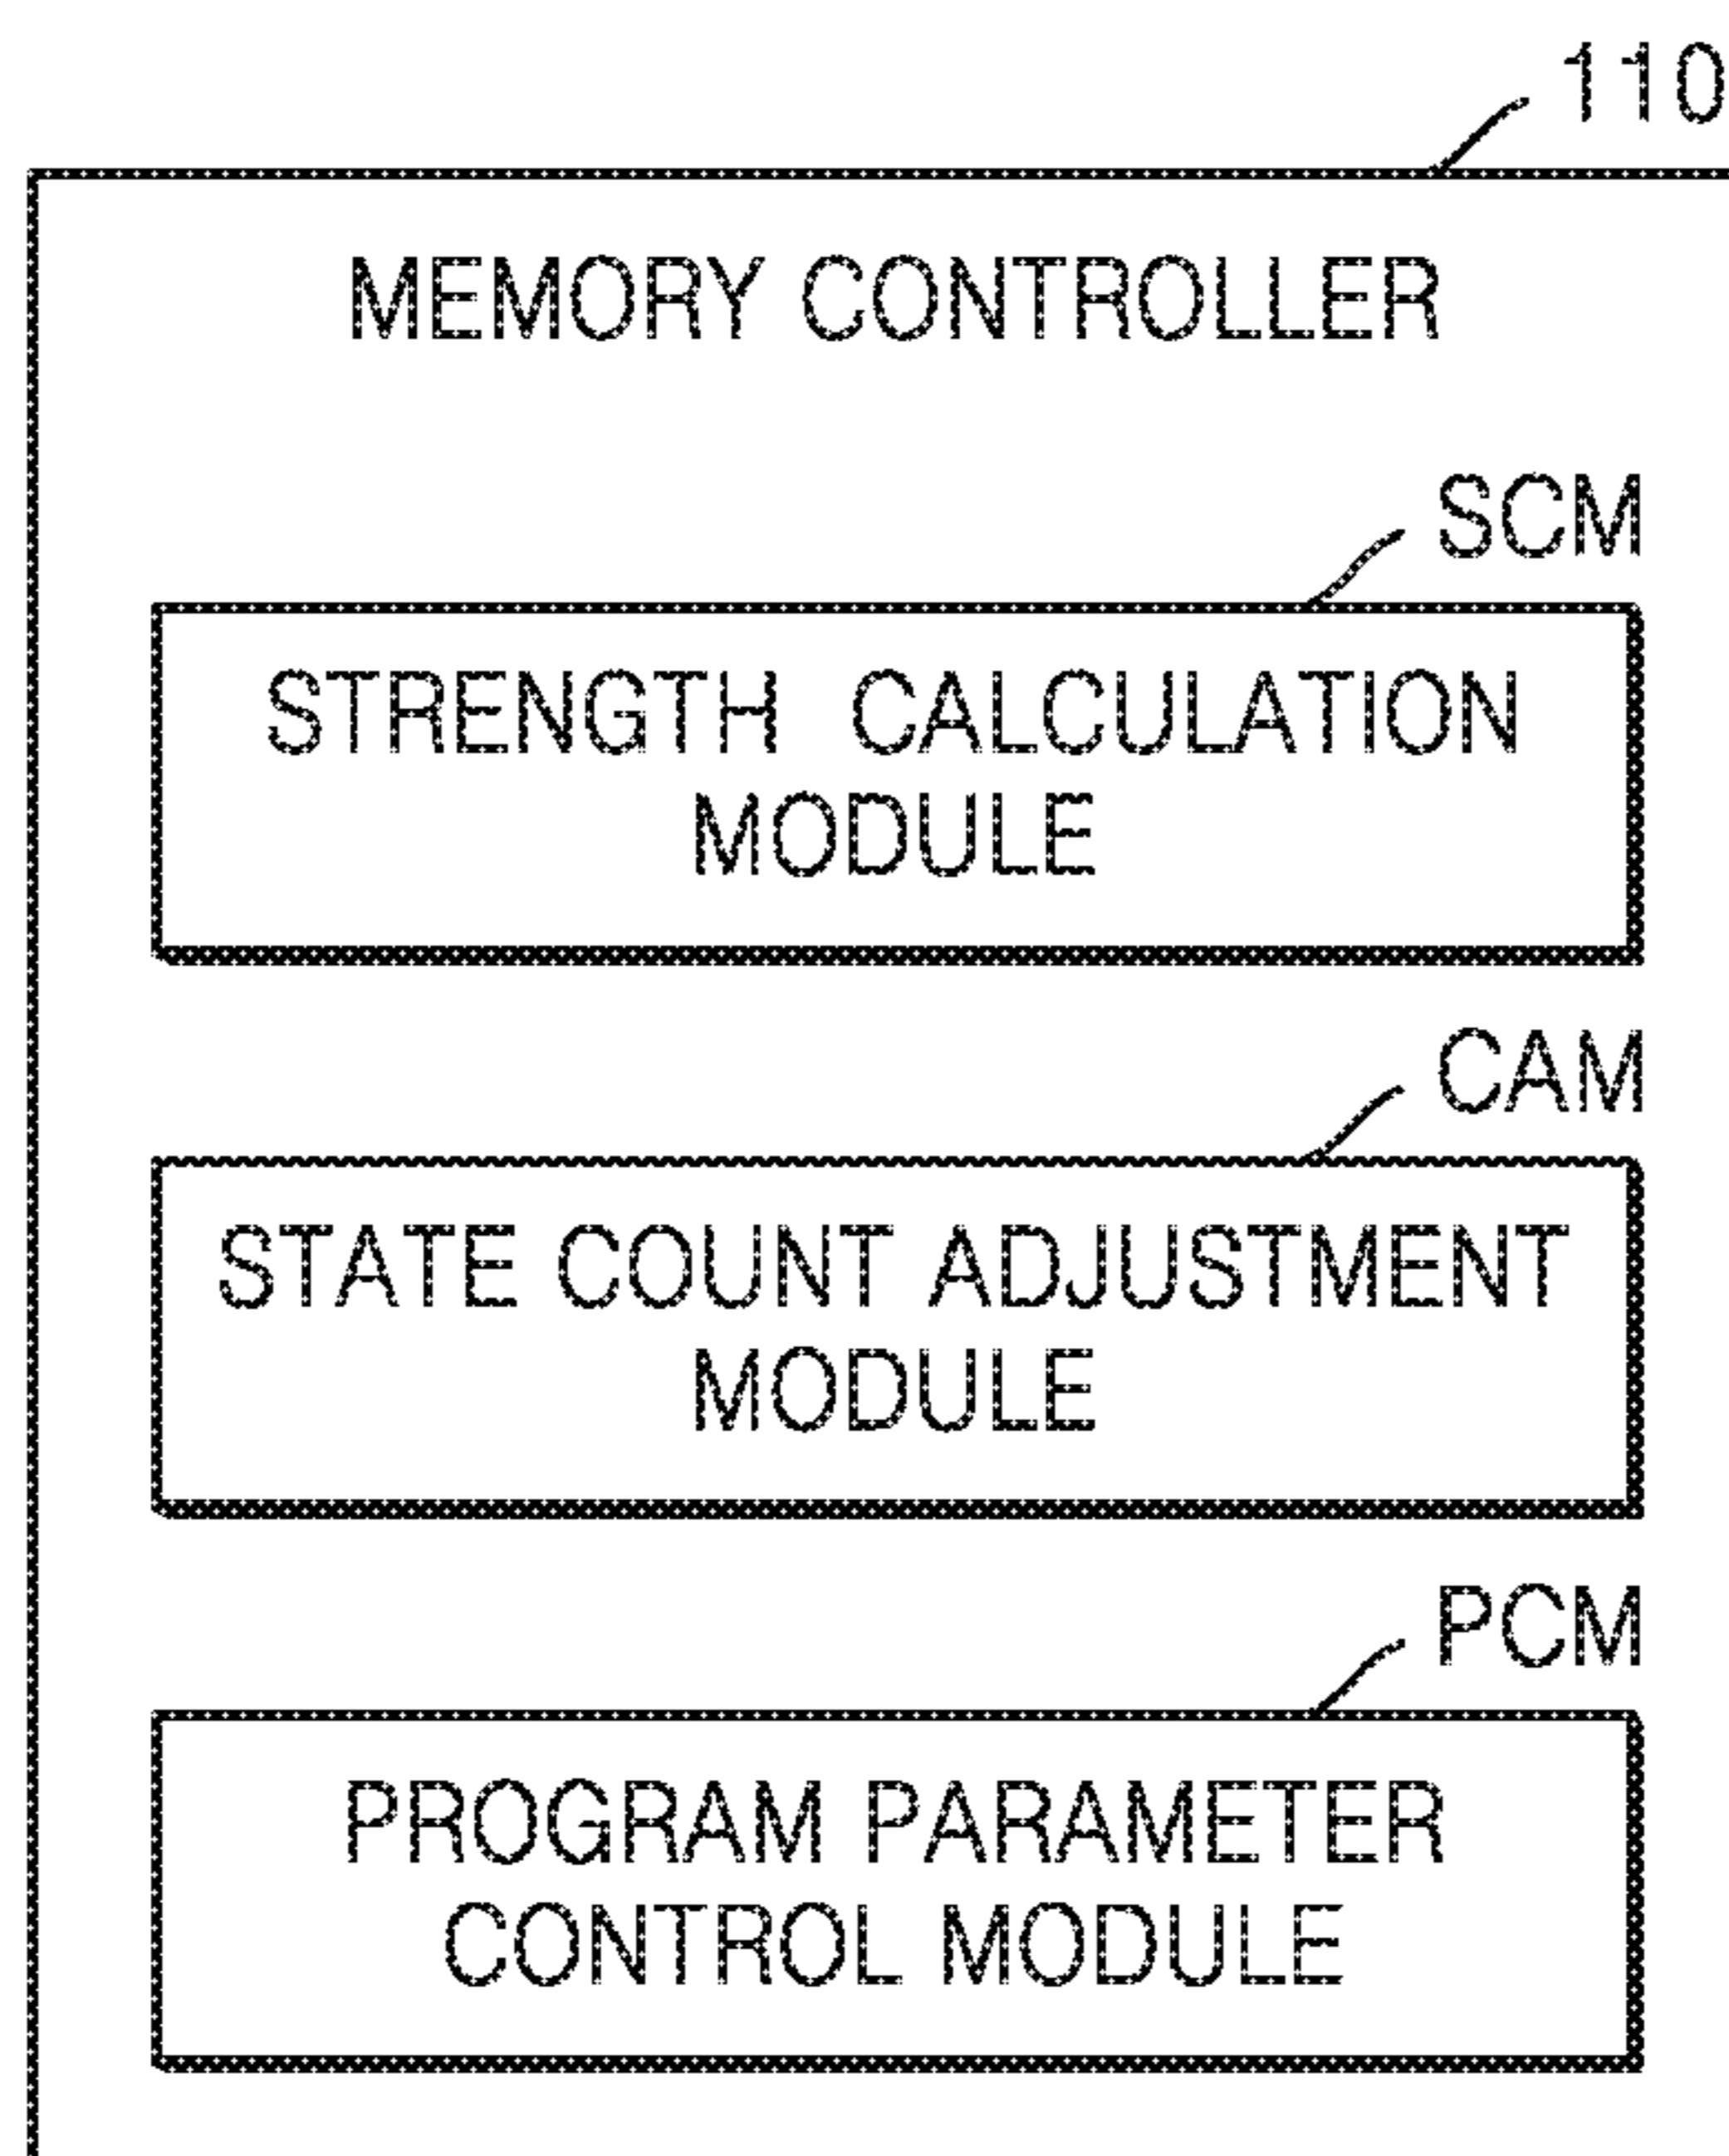 110
MEMORY CONTROLLER
SCM
STRENGTH CALCULATION
MODULE
CAM
STATE COUNT ADJUSTMENT
MODULE
PCM
PROGRAM PARAMETER
CONTROL MODULE